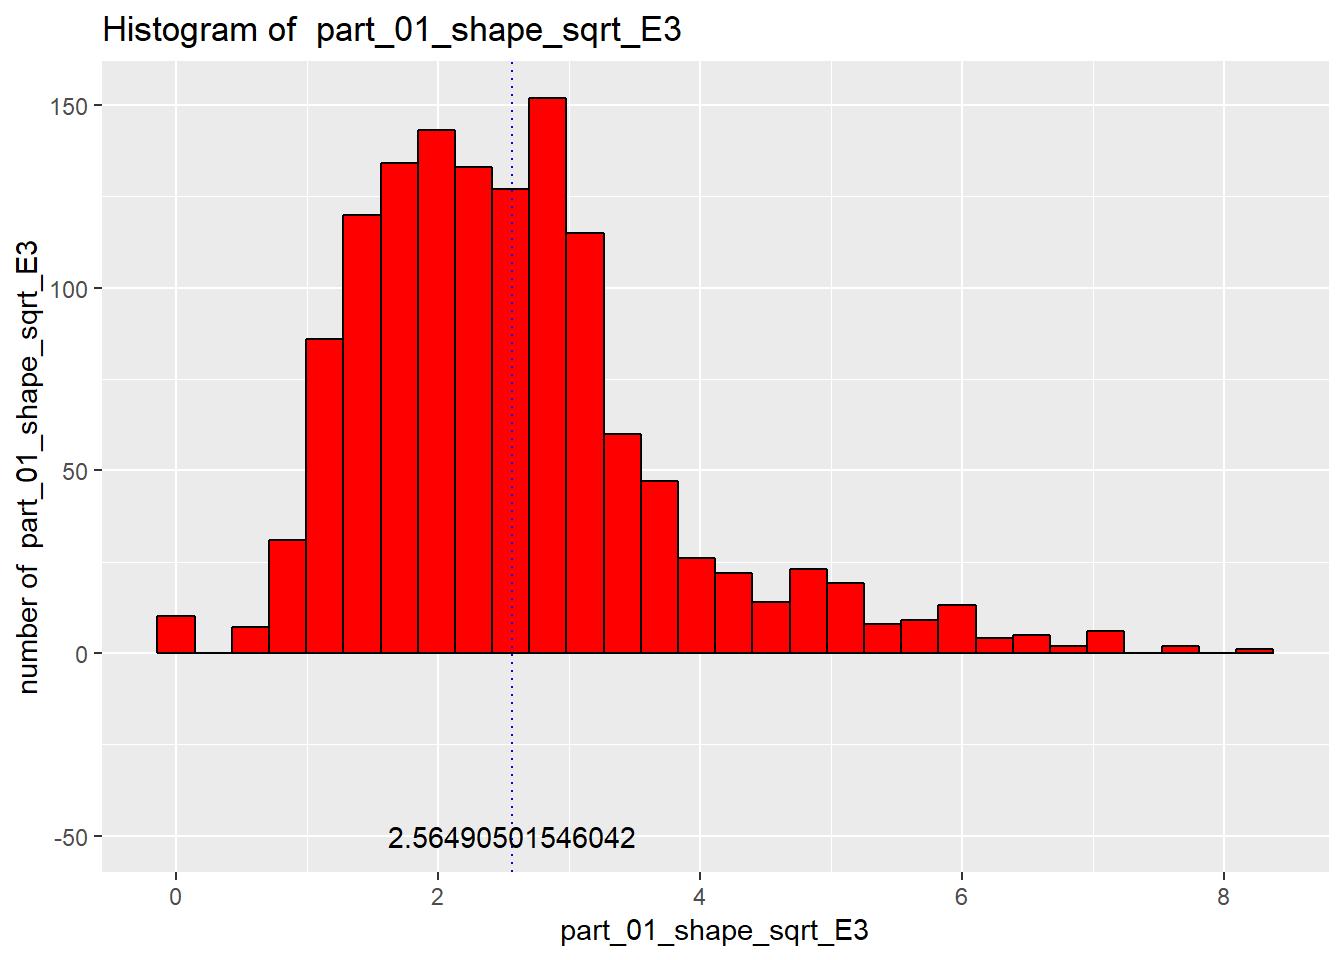 Histogram of  part_01_shape_sqrt_E3
number of  part_01_shape_sqrt_E3
150
100
50
0
-50
2.56490501546042
0 2 4 6 8
part_01_shape_sqrt_E3